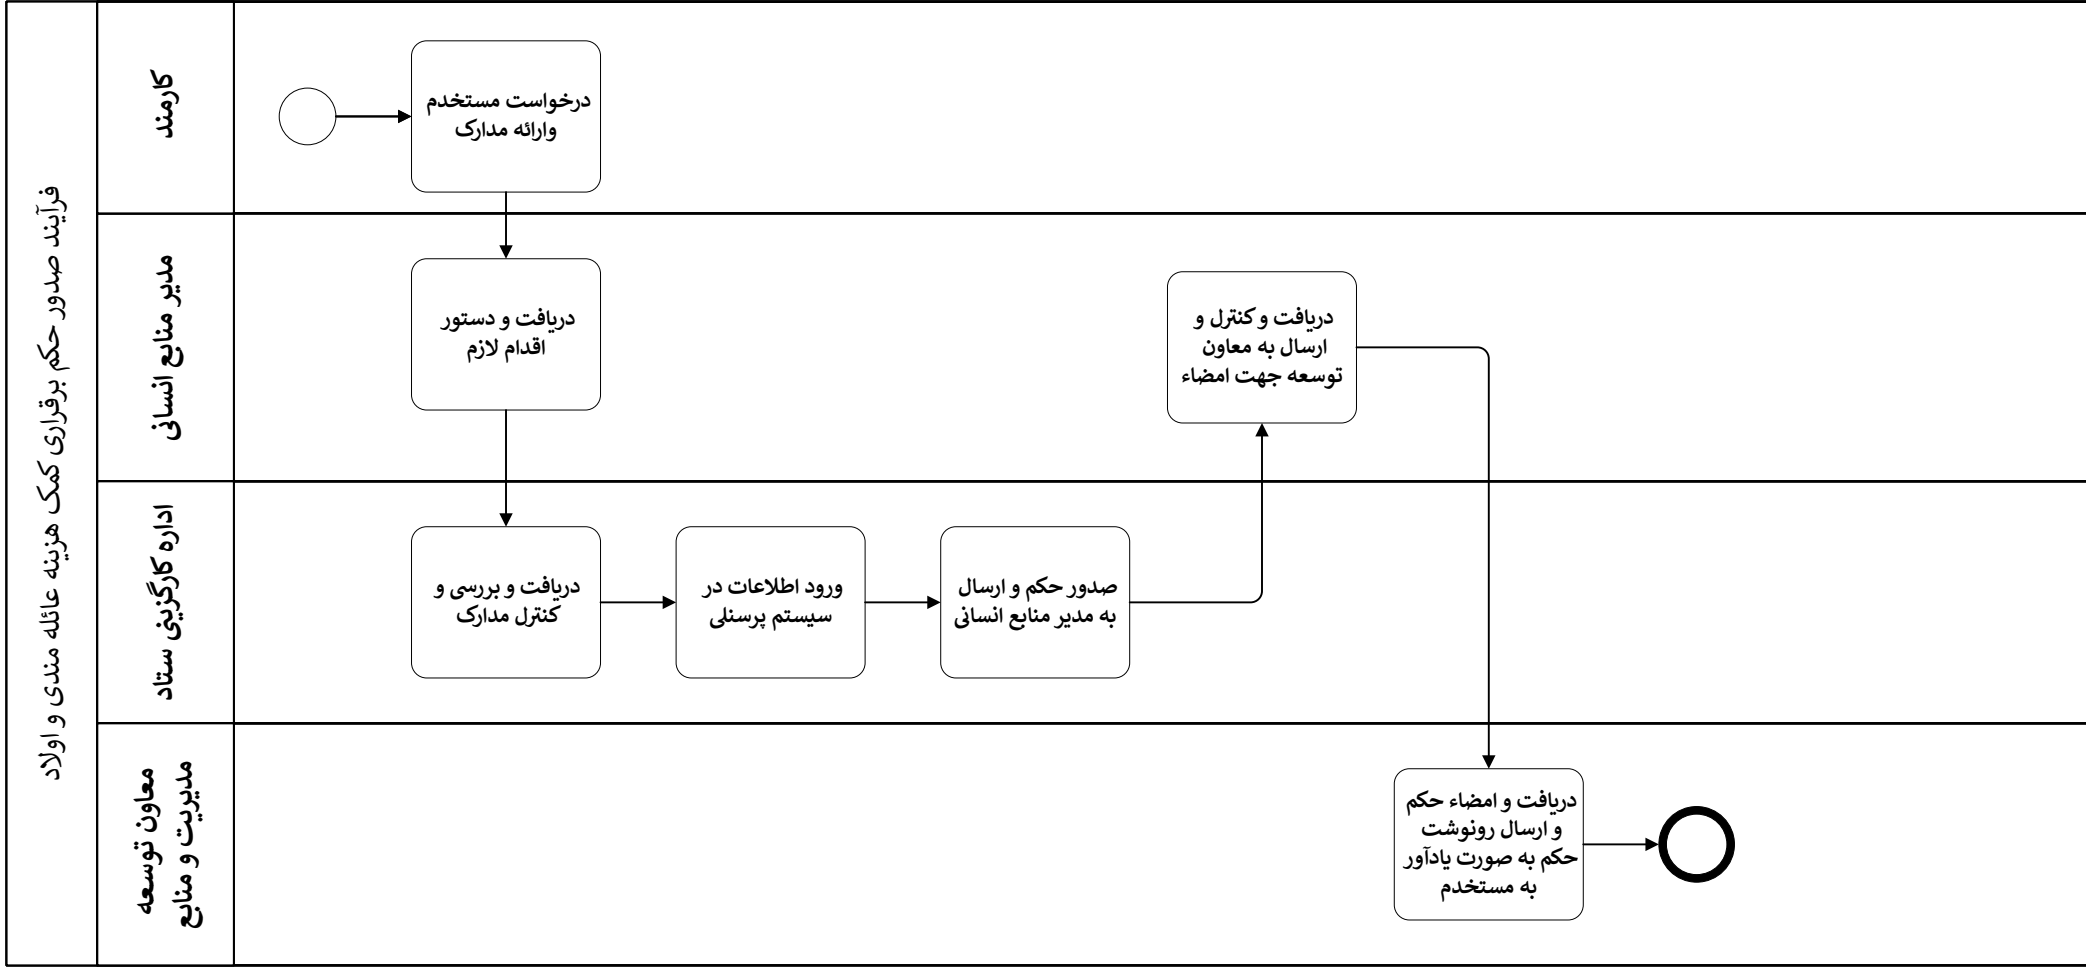 فرآیند صدور حکم برقراری کمک هزینه عائله مندی و اولاد
کارمند
درخواست مستخدم
وارائه مدارک
مدیر منابع انسانی
دریافت و دستور
اقدام لازم
دریافت و کنترل و
ارسال به معاون
توسعه جهت امضاء
اداره کارگزینی ستاد
دریافت و بررسی و
کنترل مدارک
ورود اطلاعات در
سیستم پرسنلی
صدور حکم و ارسال
به مدیر منابع انسانی
معاون توسعه
مدیریت و منابع
دریافت و امضاء حکم
و ارسال رونوشت
حکم به صورت یادآور
به مستخدم